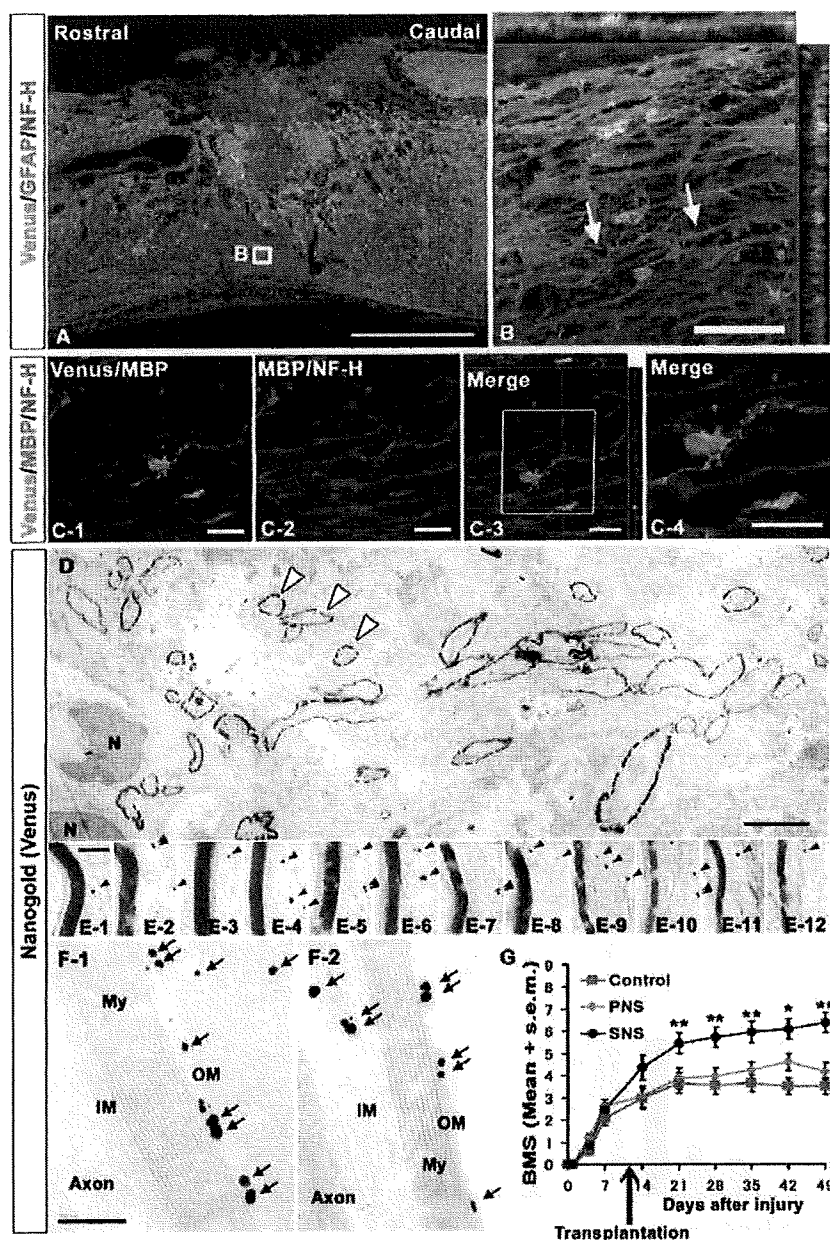 Venus/GFAP/NF-H
Rostral
Caudal
B
A
B
Venus/MBP/NF-H
Venus/MBP
C-1
MBP/NF-H
C-2
Merge
C-3
Merge
C-4
Nanogold (Venus)
D
N
N
E-1
E-2
E-3
E-4
E-5
E-6
E-7
E-8
E-9
E-10
E-11
E-12
F-1
My
OM
IM
Axon
F-2
IM
OM
My
Axon
G
BMS (Mean + s.e.m.)
9
8
7
6
5
4
3
2
1
0
Control
PNS
SNS
** ** ** * **
0 7 14 21 28 35 42 49
Days after injury
Transplantation